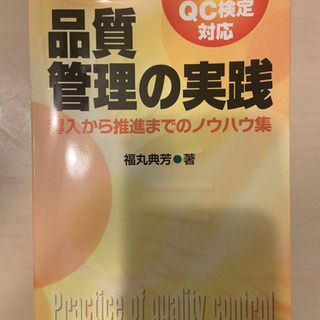 QC検定
対応
品質
管理の実践
導入から推進までのノウハウ集
福丸典芳●著
Practice of quality control